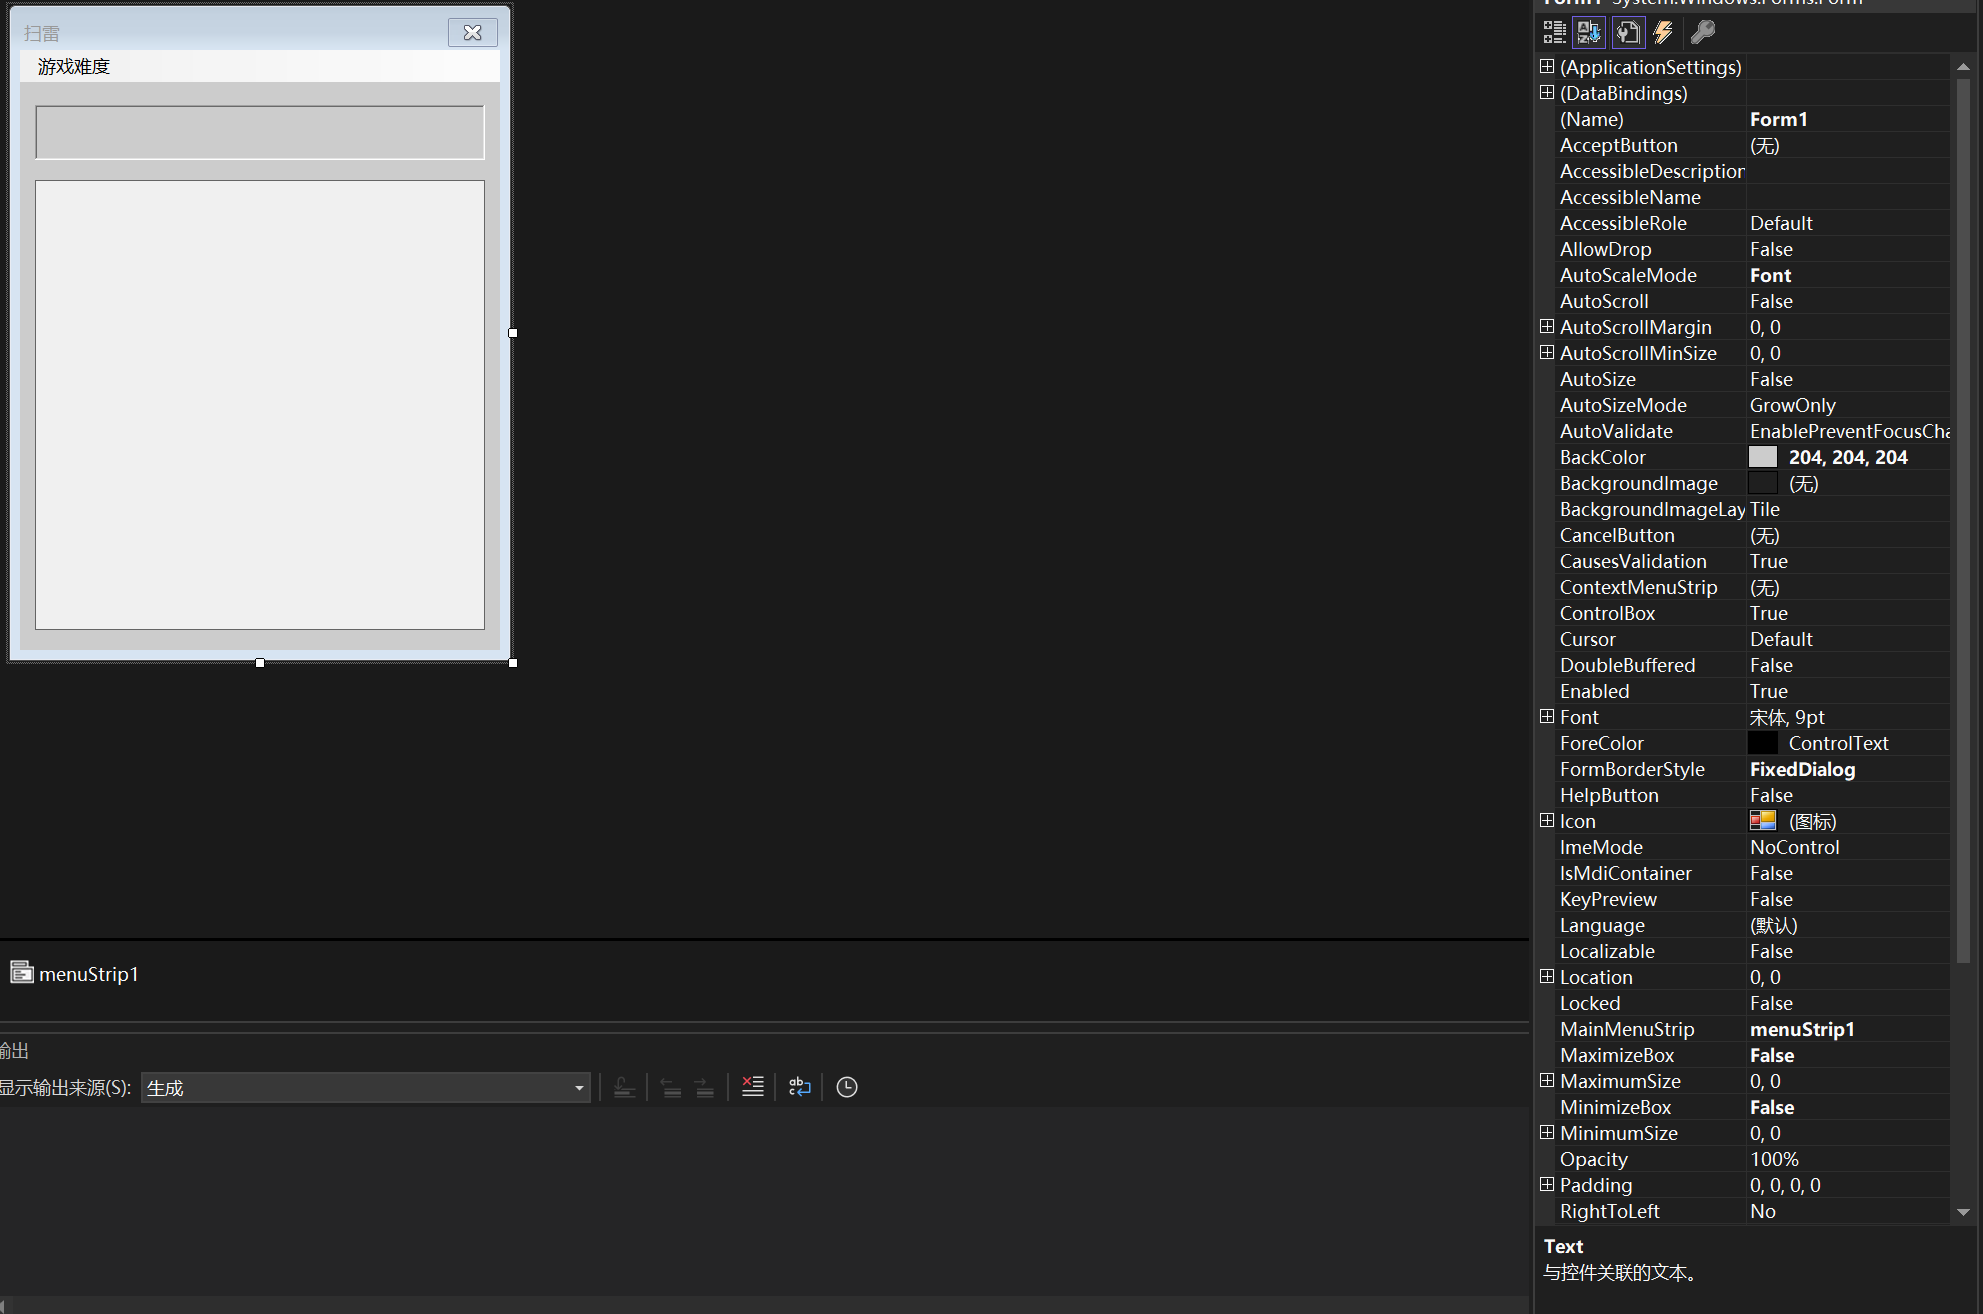 扫雷
游戏难度
menuStrip1
输出
显示输出来源(S): 生成
Form1 System.Windows.Forms.Form
(ApplicationSettings)
(DataBindings)
(Name) Form1
AcceptButton (无)
AccessibleDescription
AccessibleName
AccessibleRole Default
AllowDrop False
AutoScaleMode Font
AutoScroll False
AutoScrollMargin 0, 0
AutoScrollMinSize 0, 0
AutoSize False
AutoSizeMode GrowOnly
AutoValidate EnablePreventFocusCha
BackColor 204, 204, 204
BackgroundImage (无)
BackgroundImageLay Tile
CancelButton (无)
CausesValidation True
ContextMenuStrip (无)
ControlBox True
Cursor Default
DoubleBuffered False
Enabled True
Font 宋体, 9pt
ForeColor ControlText
FormBorderStyle FixedDialog
HelpButton False
Icon (图标)
ImeMode NoControl
IsMdiContainer False
KeyPreview False
Language (默认)
Localizable False
Location 0, 0
Locked False
MainMenuStrip menuStrip1
MaximizeBox False
MaximumSize 0, 0
MinimizeBox False
MinimumSize 0, 0
Opacity 100%
Padding 0, 0, 0, 0
RightToLeft No
Text
与控件关联的文本。